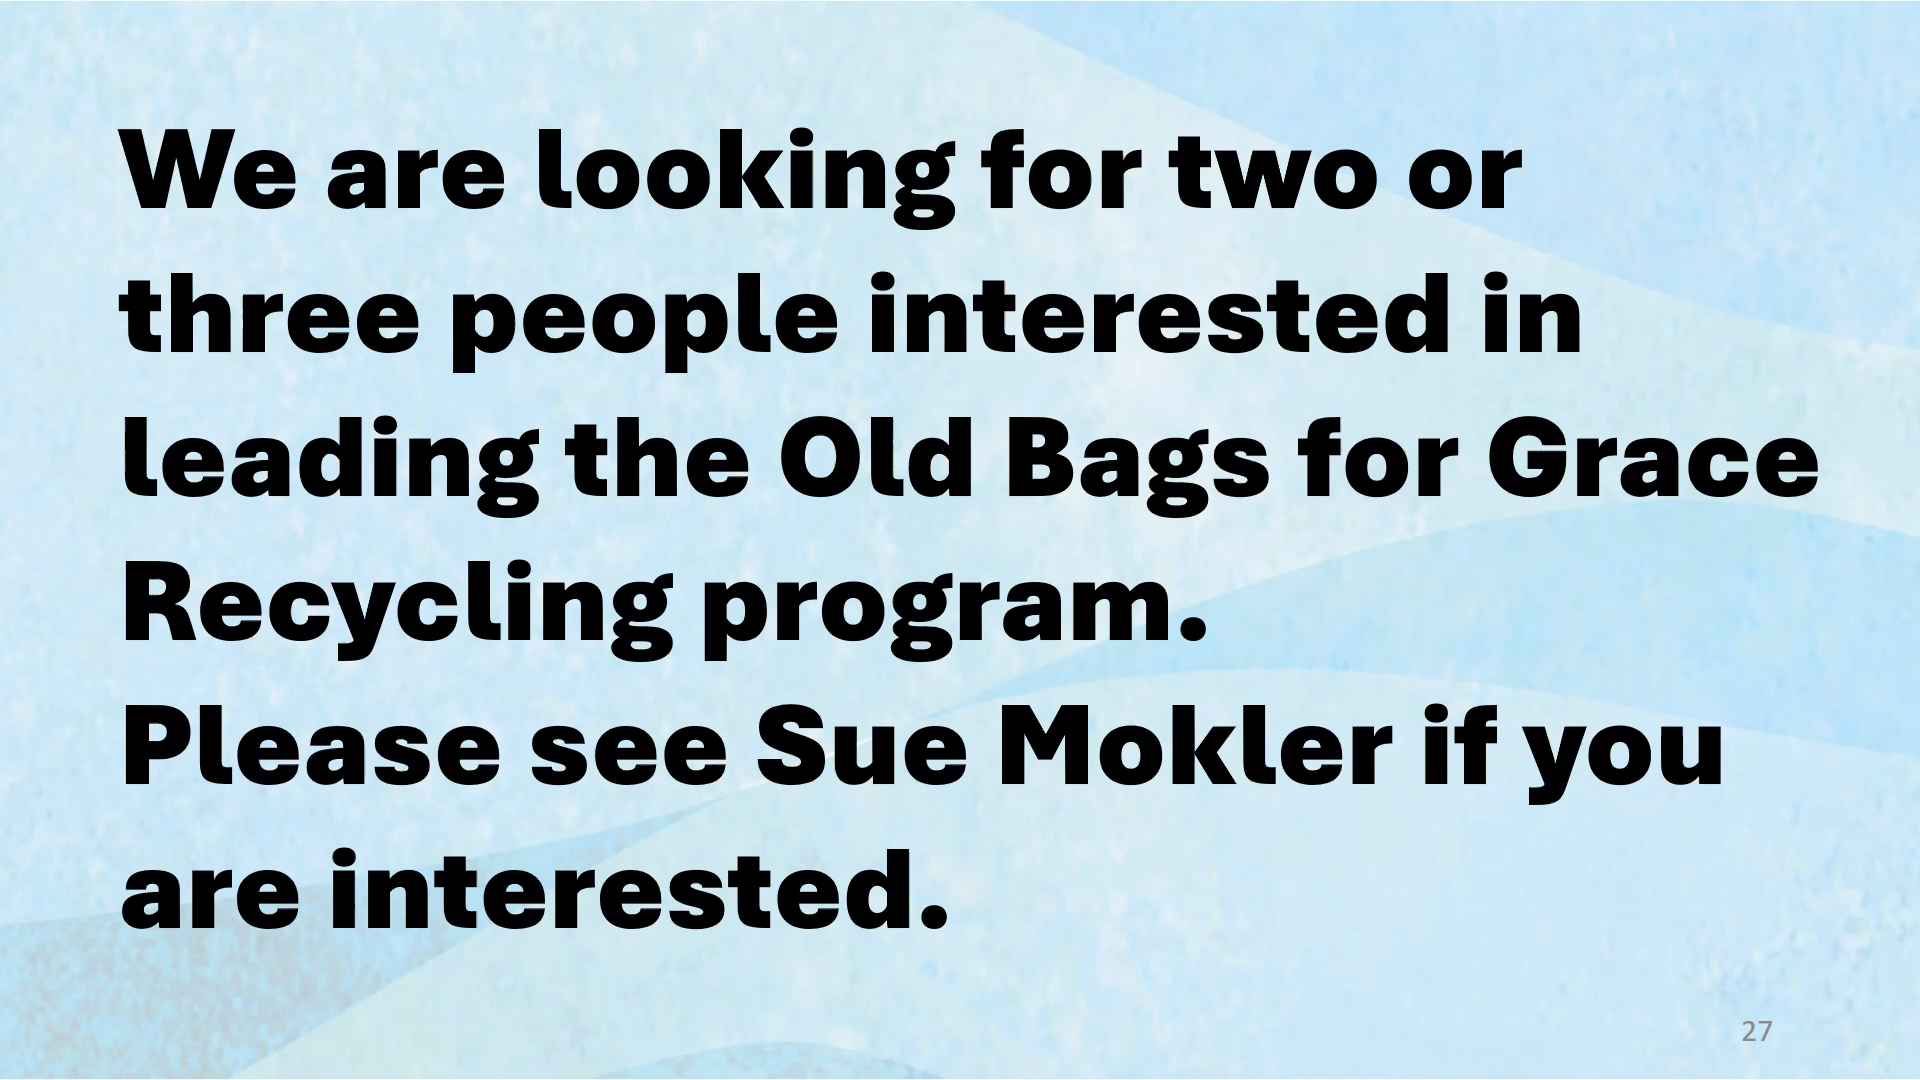 We are looking for two or
three people interested in
leading the Old Bags for Grace
Recycling program.
Please see Sue Mokler if you
are interested.
27